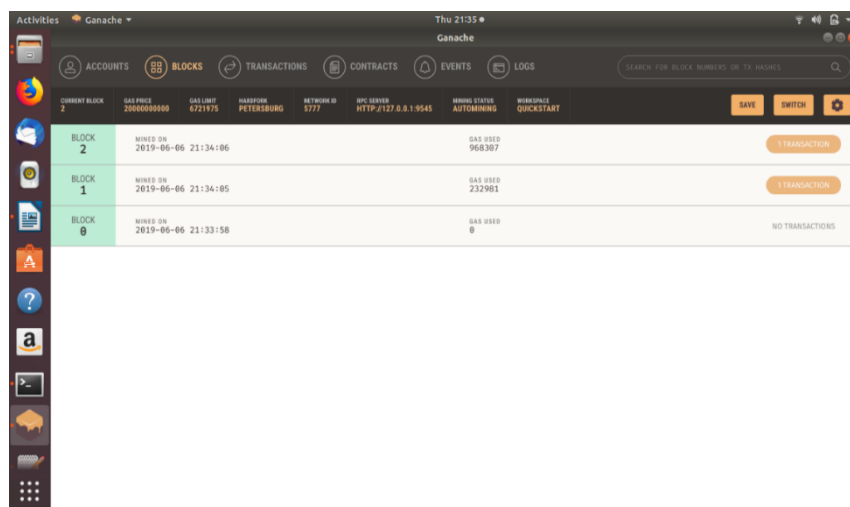 Activities Ganache Thu 21:35
Ganache
ACCOUNTS BLOCKS TRANSACTIONS CONTRACTS EVENTS LOGS SEARCH FOR BLOCK NUMBERS OR TX HASHES
CURRENT BLOCK GAS PRICE GAS LIMIT HARDFORK NETWORK ID RPC SERVER MINING STATUS WORKSPACE
2 20000000000 6721975 PETERSBURG 5777 HTTP://127.0.0.1:9545 AUTOMINING QUICKSTART SAVE SWITCH
BLOCK MINED ON GAS USED
2 2019-06-06 21:34:06 968307 1 TRANSACTION
BLOCK MINED ON GAS USED
1 2019-06-06 21:34:05 232981 1 TRANSACTION
BLOCK MINED ON GAS USED
0 2019-06-06 21:33:58 0 NO TRANSACTIONS